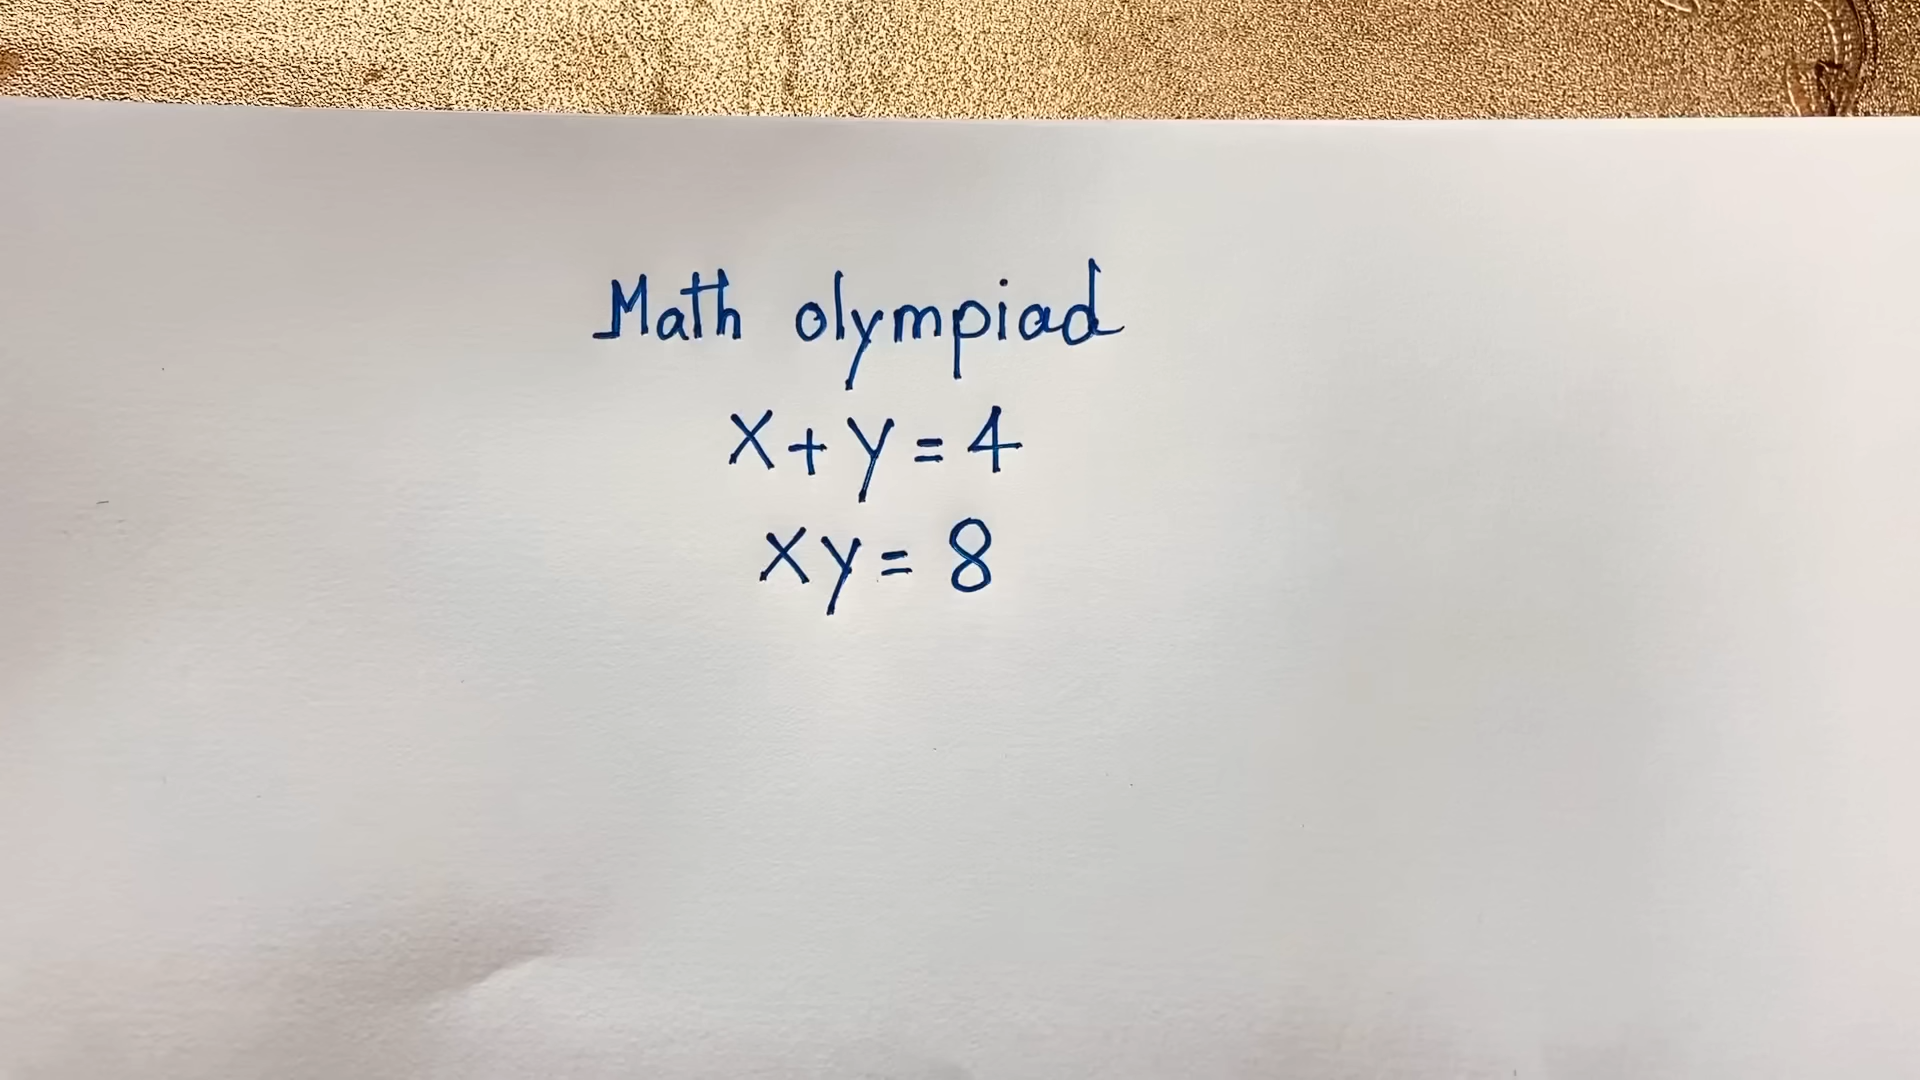 Math olympiad
x + y = 4
xy = 8